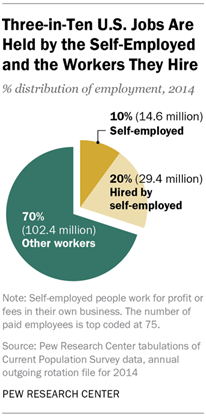 Three-in-Ten U.S. Jobs Are
Held by the Self-Employed
and the Workers They Hire
% distribution of employment, 2014
10% (14.6 million)
Self-employed
20% (29.4 million)
Hired by
self-employed
70%
(102.4 million)
Other workers
Note: Self-employed people work for profit or
fees in their own business. The number of
paid employees is top coded at 75.
Source: Pew Research Center tabulations of
Current Population Survey data, annual
outgoing rotation file for 2014
PEW RESEARCH CENTER